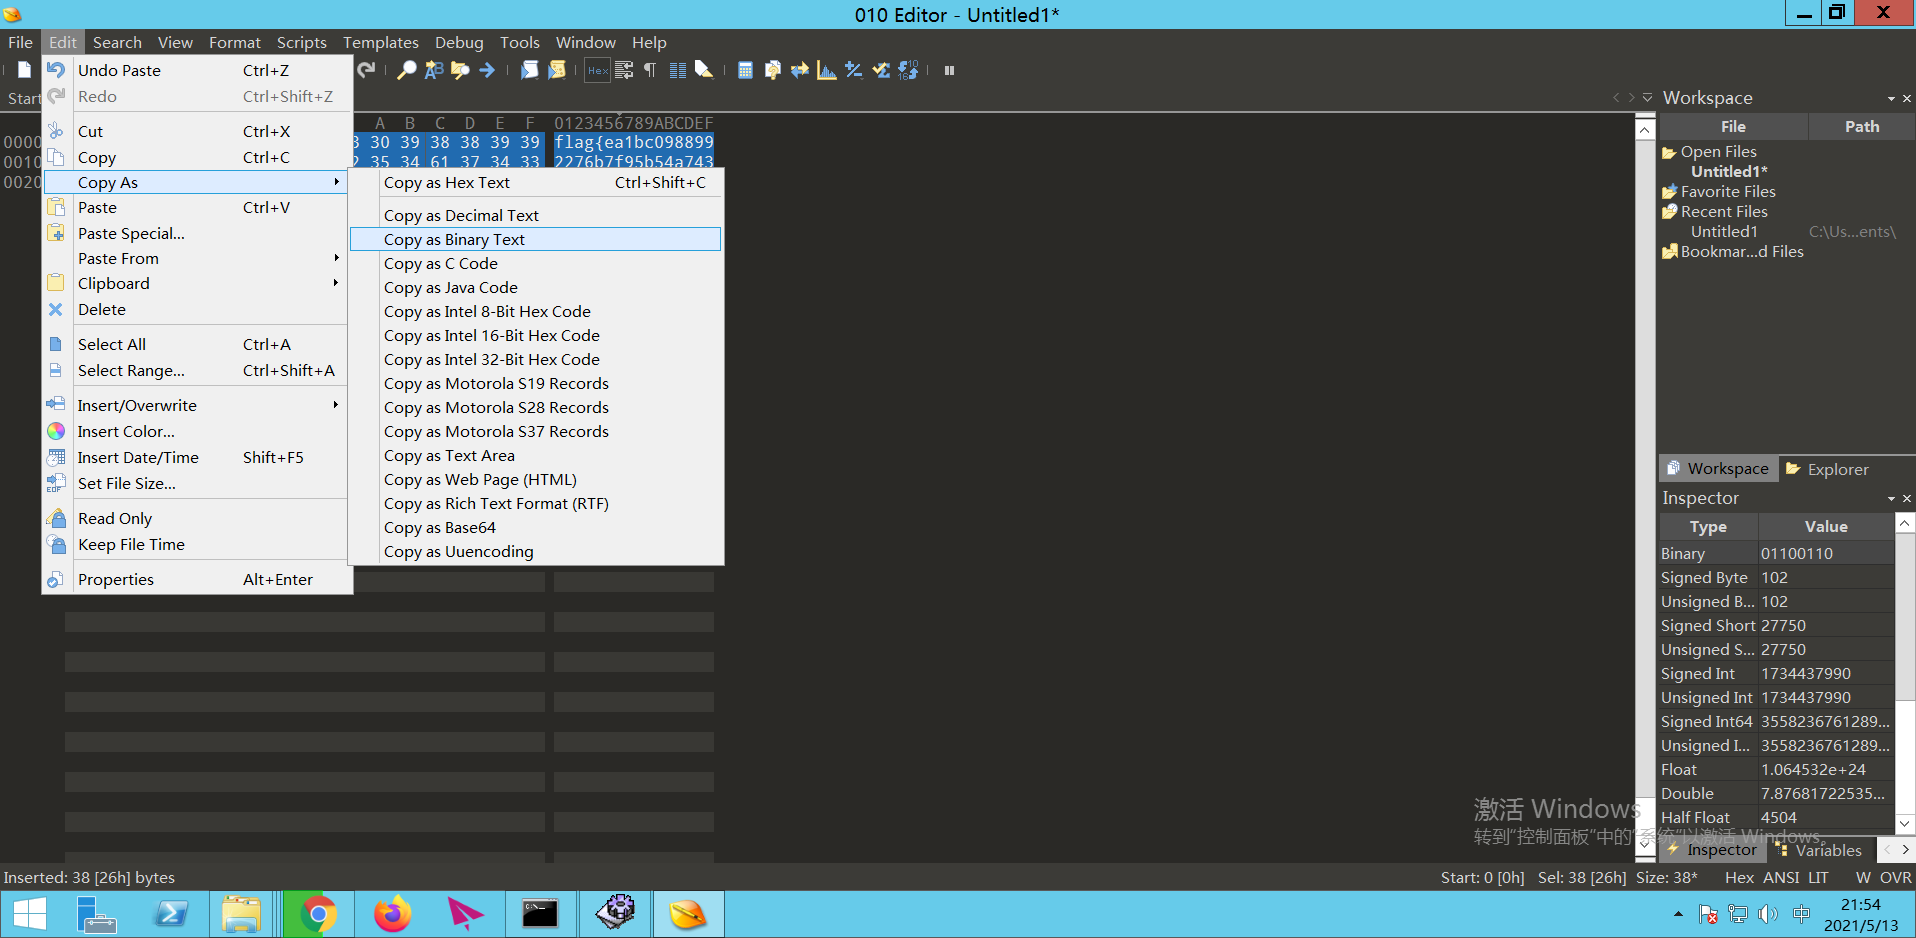 010 Editor - Untitled1*
File Edit Search View Format Scripts Templates Debug Tools Window Help
Undo Paste Ctrl+Z
Redo Ctrl+Shift+Z
Cut Ctrl+X
Copy Ctrl+C
Copy As
Paste Ctrl+V
Paste Special...
Paste From
Clipboard
Delete
Select All Ctrl+A
Select Range... Ctrl+Shift+A
Insert/Overwrite
Insert Color...
Insert Date/Time Shift+F5
Set File Size...
Read Only
Keep File Time
Properties Alt+Enter
Hex
Start
A B C D E F 0123456789ABCDEF
0000 30 39 38 38 39 39 flag{ea1bc098899
0010 35 34 61 37 34 33 2276b7f95b54a743
0020
Copy as Hex Text Ctrl+Shift+C
Copy as Decimal Text
Copy as Binary Text
Copy as C Code
Copy as Java Code
Copy as Intel 8-Bit Hex Code
Copy as Intel 16-Bit Hex Code
Copy as Intel 32-Bit Hex Code
Copy as Motorola S19 Records
Copy as Motorola S28 Records
Copy as Motorola S37 Records
Copy as Text Area
Copy as Web Page (HTML)
Copy as Rich Text Format (RTF)
Copy as Base64
Copy as Uuencoding
Workspace
File Path
Open Files
Untitled1*
Favorite Files
Recent Files
Untitled1 C:\Us...ents\
Bookmar...d Files
Workspace Explorer
Inspector
Type Value
Binary 01100110
Signed Byte 102
Unsigned B... 102
Signed Short 27750
Unsigned S... 27750
Signed Int 1734437990
Unsigned Int 1734437990
Signed Int64 3558236761289...
Unsigned I... 3558236761289...
Float 1.064532e+24
Double 7.87681722535...
Half Float 4504
激活 Windows
转到"控制面板"中的"系统"以激活 Windows。
Inspector Variables
Inserted: 38 [26h] bytes
Start: 0 [0h] Sel: 38 [26h] Size: 38* Hex ANSI LIT W OVR
中
21:54
2021/5/13